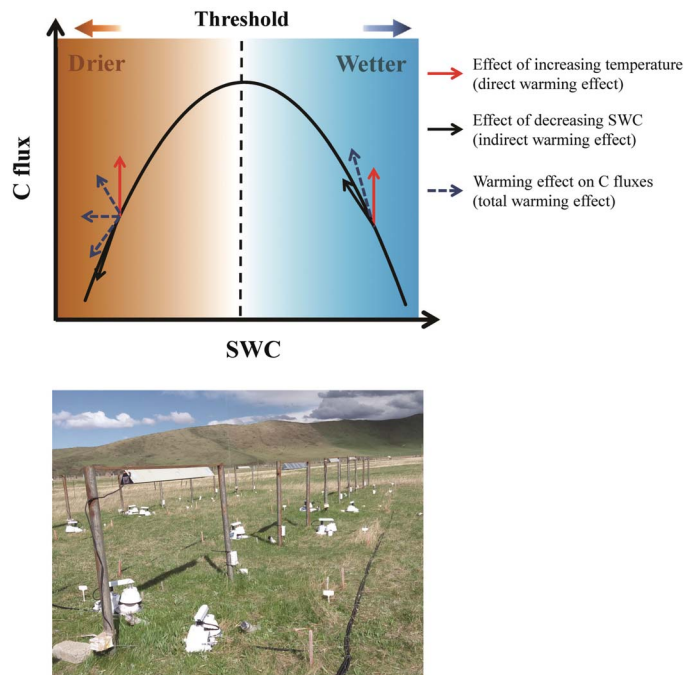 Threshold
Drier
Wetter
C flux
SWC
Effect of increasing temperature
(direct warming effect)
Effect of decreasing SWC
(indirect warming effect)
Warming effect on C fluxes
(total warming effect)